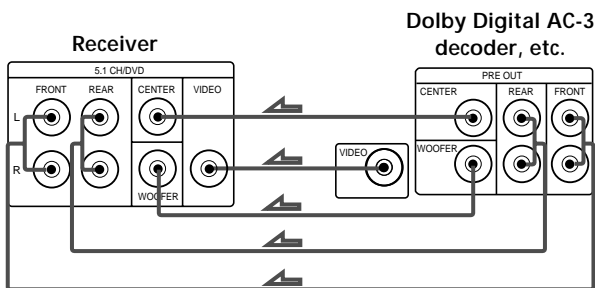 Receiver
Dolby Digital AC-3
decoder, etc.
5.1 CH/DVD
FRONT REAR CENTER VIDEO
L
R
WOOFER
VIDEO
PRE OUT
CENTER REAR FRONT
WOOFER